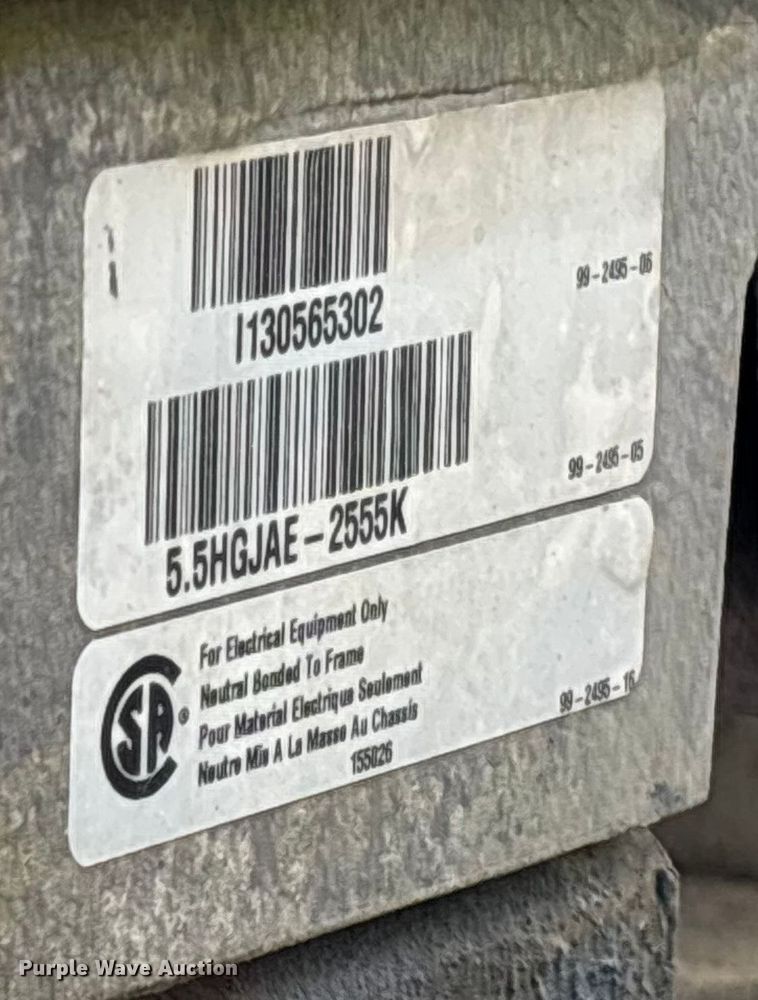 99-2495-06
I130565302
99-2495-05
5.5HGJAE-2555K
SA®
For Electrical Equipment Only
Neutral Bonded To Frame
Pour Material Electrique Seulement
Neutre Mis A La Masse Au Chassis
155026
99-2495-16
Purple Wave Auction